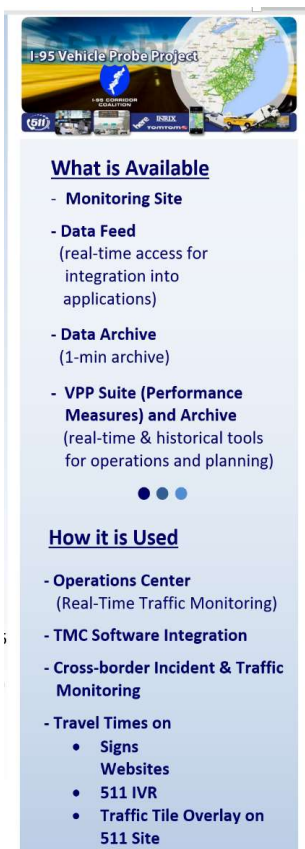 I-95 Vehicle Probe Project
I-95 CORRIDOR
COALITION
511
here
INRIX
TOMTOM
What is Available
- Monitoring Site
- Data Feed
(real-time access for
integration into
applications)
- Data Archive
(1-min archive)
- VPP Suite (Performance
Measures) and Archive
(real-time & historical tools
for operations and planning)
How it is Used
- Operations Center
(Real-Time Traffic Monitoring)
- TMC Software Integration
- Cross-border Incident & Traffic
Monitoring
- Travel Times on
• Signs
Websites
• 511 IVR
• Traffic Tile Overlay on
511 Site